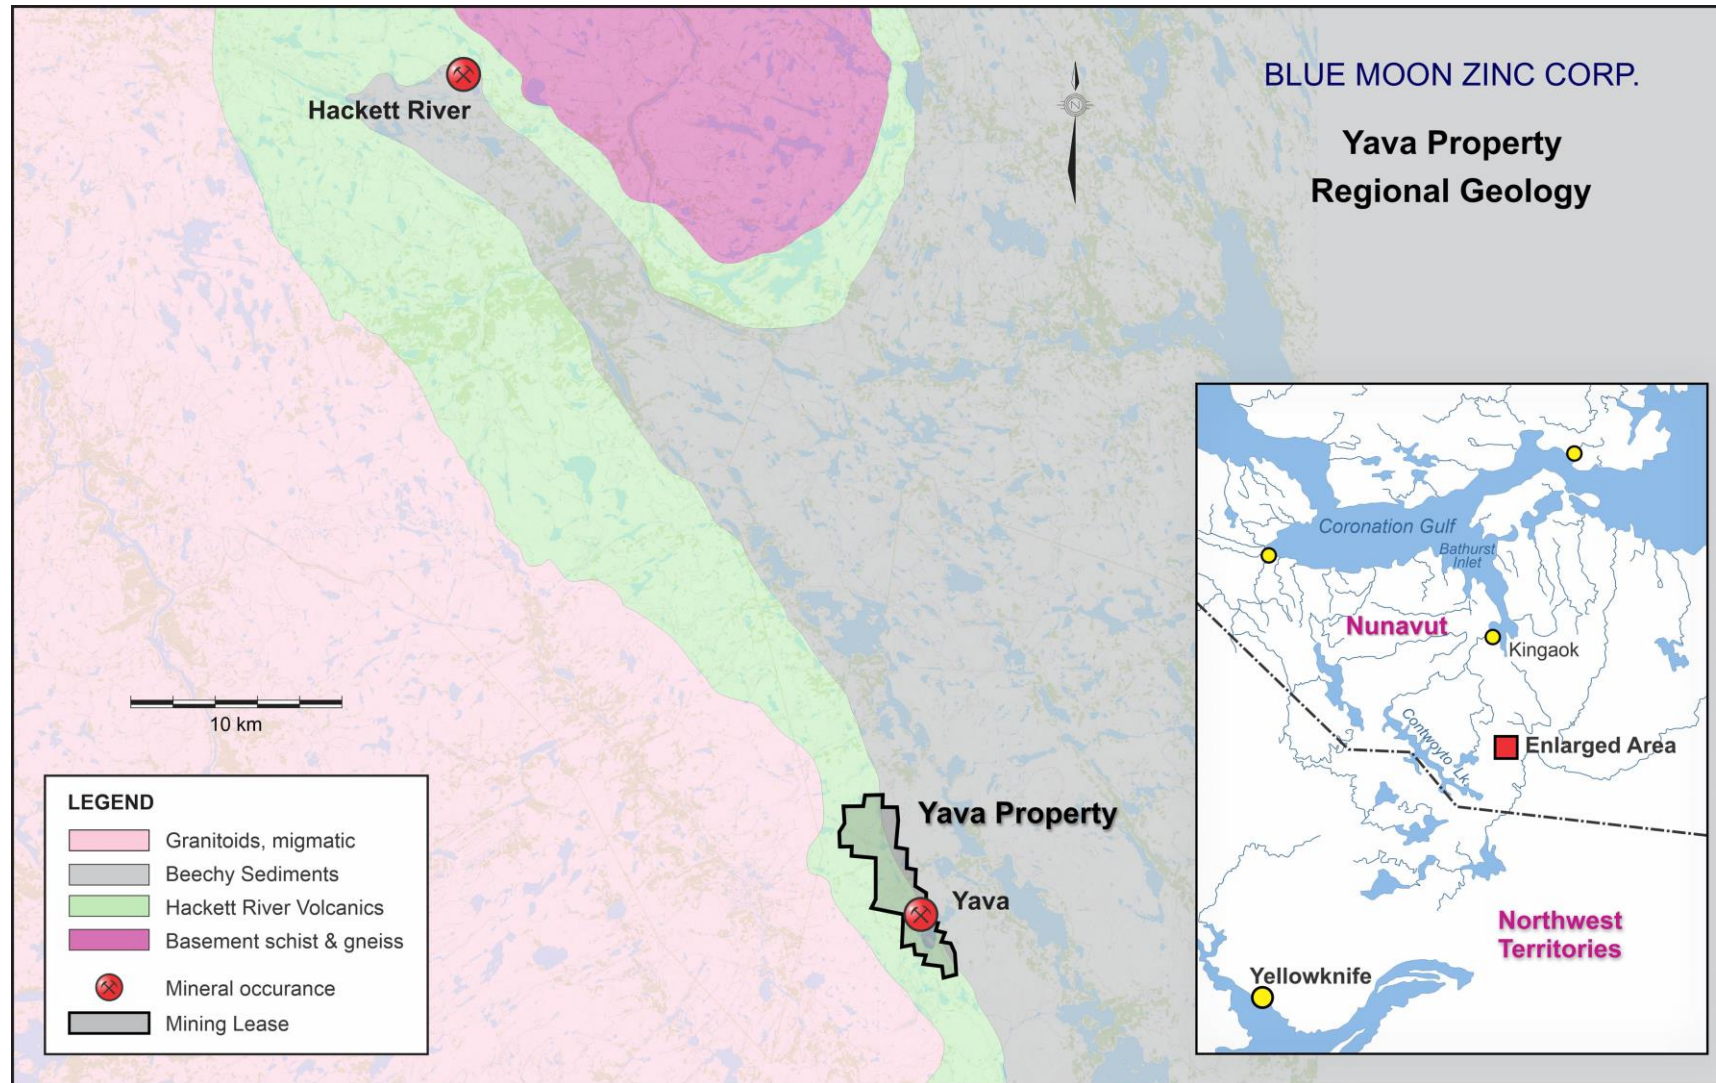 BLUE MOON ZINC CORP.
Yava Property
Regional Geology
N
Hackett River
10 km
Yava Property
Yava
LEGEND
Granitoids, migmatic
Beechy Sediments
Hackett River Volcanics
Basement schist & gneiss
Mineral occurance
Mining Lease
Coronation Gulf
Bathurst
Inlet
Nunavut
Kingaok
Contwoyto Lk.
Enlarged Area
Northwest
Territories
Yellowknife